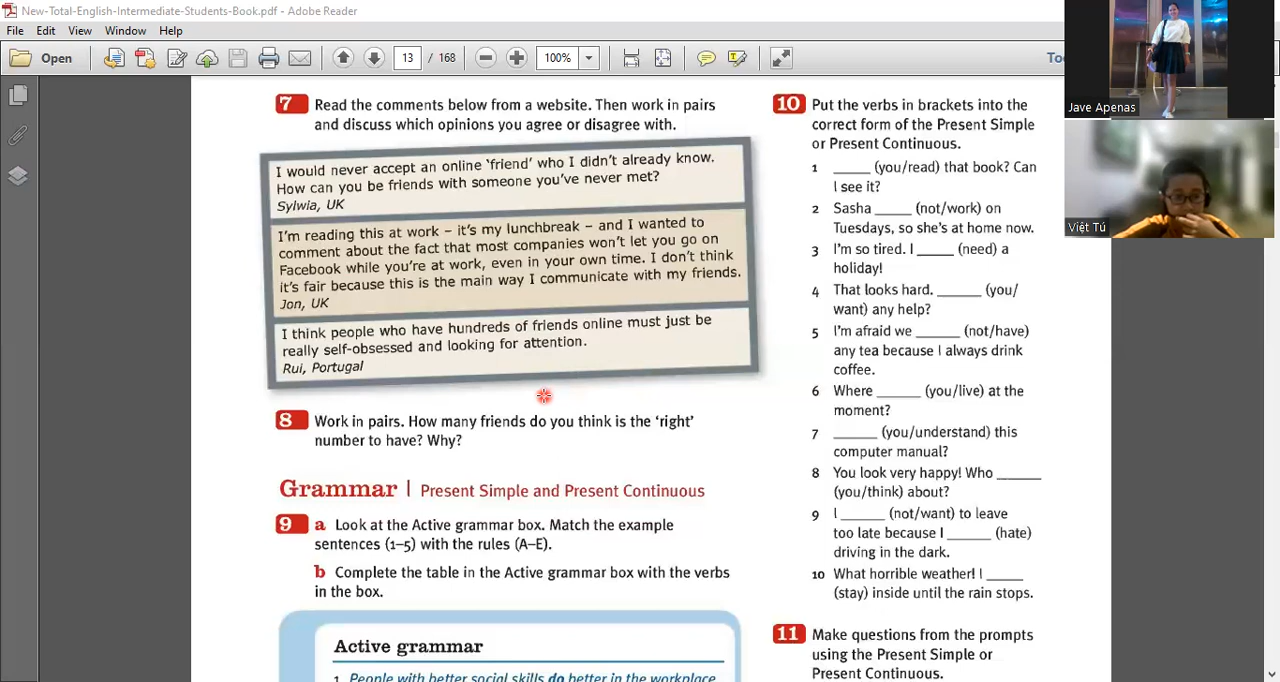 New-Total-English-Intermediate-Students-Book.pdf - Adobe Reader
File Edit View Window Help
Open 13 / 168 100%
Jave Apenas
Việt Tú
7 Read the comments below from a website. Then work in pairs
and discuss which opinions you agree or disagree with.
I would never accept an online ‘friend’ who I didn’t already know.
How can you be friends with someone you’ve never met?
Sylwia, UK
I’m reading this at work – it’s my lunchbreak – and I wanted to
comment about the fact that most companies won’t let you go on
Facebook while you’re at work, even in your own time. I don’t think
it’s fair because this is the main way I communicate with my friends.
Jon, UK
I think people who have hundreds of friends online must just be
really self-obsessed and looking for attention.
Rui, Portugal
8 Work in pairs. How many friends do you think is the ‘right’
number to have? Why?
Grammar | Present Simple and Present Continuous
9 a Look at the Active grammar box. Match the example
sentences (1–5) with the rules (A–E).
b Complete the table in the Active grammar box with the verbs
in the box.
Active grammar
1 People with better social skills do better in the workplace
10 Put the verbs in brackets into the
correct form of the Present Simple
or Present Continuous.
1 _____ (you/read) that book? Can
I see it?
2 Sasha _____ (not/work) on
Tuesdays, so she’s at home now.
3 I’m so tired. I _____ (need) a
holiday!
4 That looks hard. ______ (you/
want) any help?
5 I’m afraid we ______ (not/have)
any tea because I always drink
coffee.
6 Where ______ (you/live) at the
moment?
7 ______ (you/understand) this
computer manual?
8 You look very happy! Who ______
(you/think) about?
9 I ______ (not/want) to leave
too late because I ______ (hate)
driving in the dark.
10 What horrible weather! I _____
(stay) inside until the rain stops.
11 Make questions from the prompts
using the Present Simple or
Present Continuous.